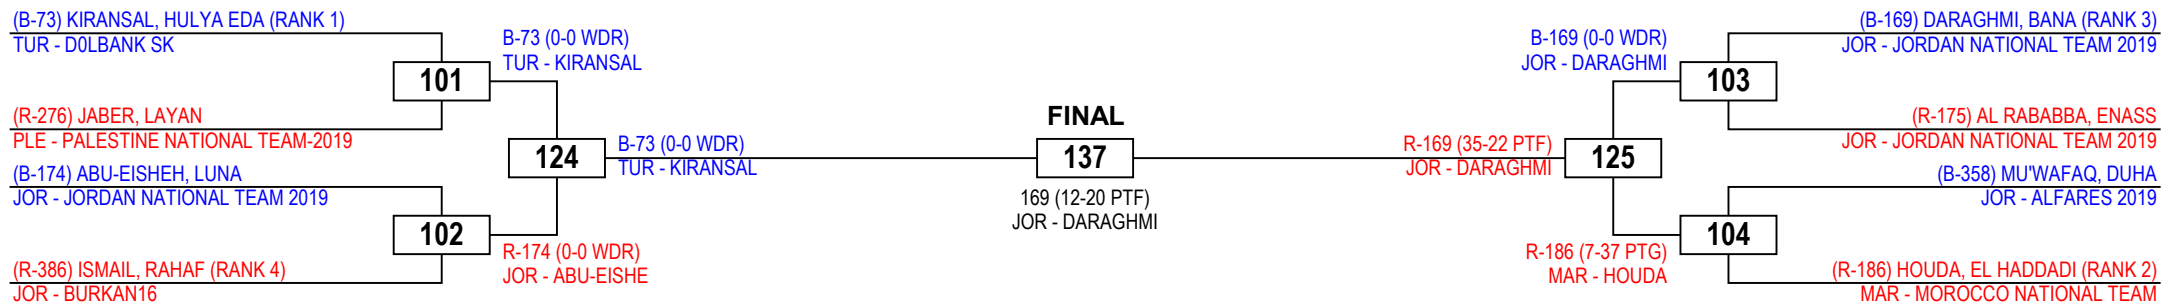 (B-73) KIRANSAL, HULYA EDA (RANK 1)
TUR - D0LBANK SK
101
(R-276) JABER, LAYAN
PLE - PALESTINE NATIONAL TEAM-2019
(B-174) ABU-EISHEH, LUNA
JOR - JORDAN NATIONAL TEAM 2019
102
(R-386) ISMAIL, RAHAF (RANK 4)
JOR - BURKAN16
B-73 (0-0 WDR)
TUR - KIRANSAL
124
R-174 (0-0 WDR)
JOR - ABU-EISHE
B-73 (0-0 WDR)
TUR - KIRANSAL
FINAL
137
169 (12-20 PTF)
JOR - DARAGHMI
R-169 (35-22 PTF)
JOR - DARAGHMI
B-169 (0-0 WDR)
JOR - DARAGHMI
125
R-186 (7-37 PTG)
MAR - HOUDA
(B-169) DARAGHMI, BANA (RANK 3)
JOR - JORDAN NATIONAL TEAM 2019
103
(R-175) AL RABABBA, ENASS
JOR - JORDAN NATIONAL TEAM 2019
(B-358) MU'WAFAQ, DUHA
JOR - ALFARES 2019
104
(R-186) HOUDA, EL HADDADI (RANK 2)
MAR - MOROCCO NATIONAL TEAM